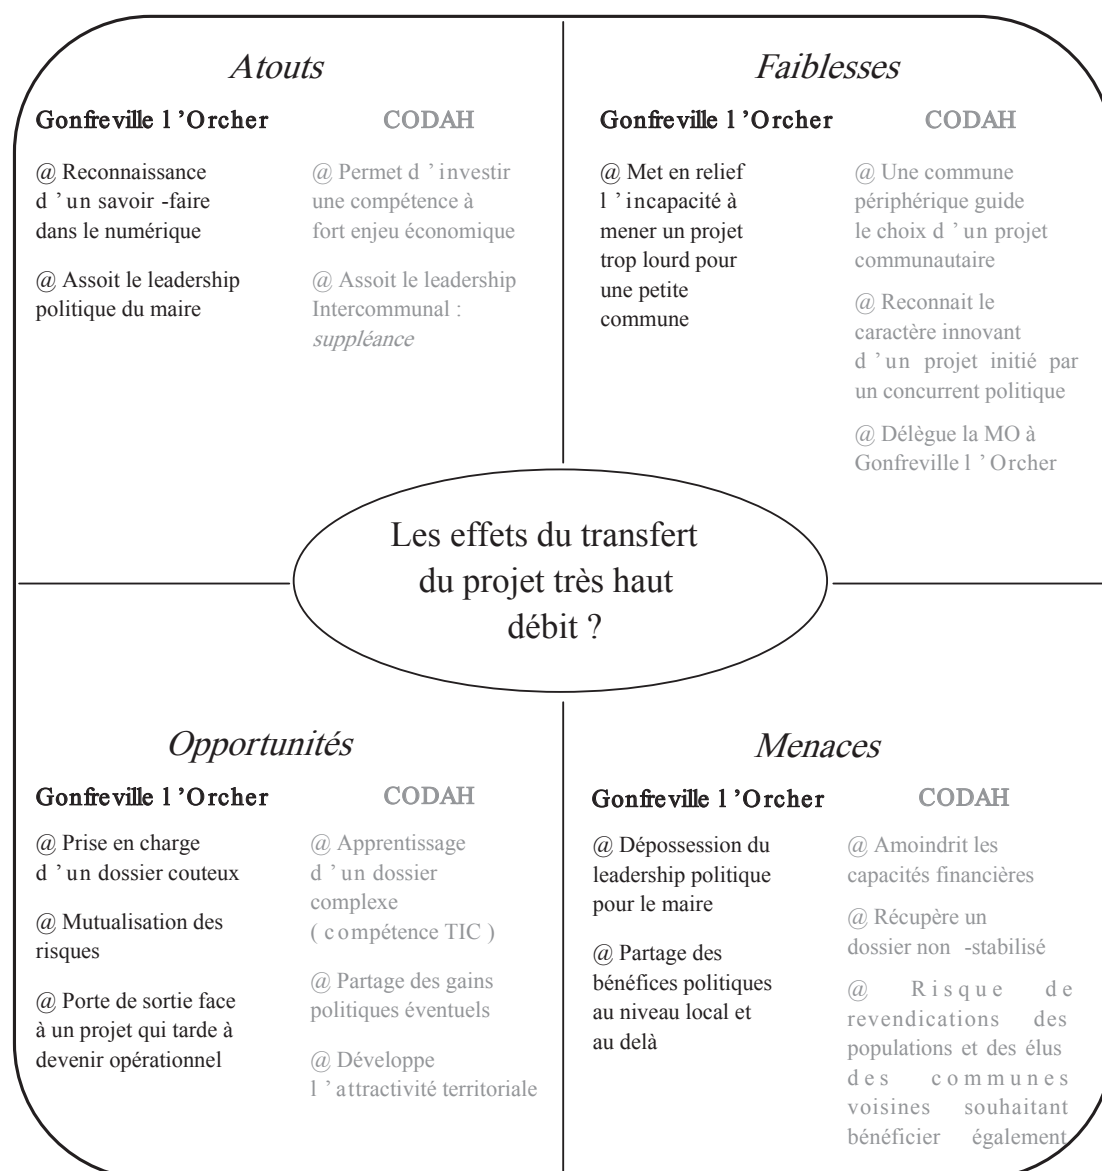 Atouts
Gonfreville l'Orcher
@ Reconnaissance
d'un savoir-faire
dans le numérique
@ Assoit le leadership
politique du maire
CODAH
@ Permet d'investir
une compétence à
fort enjeu économique
@ Assoit le leadership
Intercommunal :
suppléance
Faiblesses
Gonfreville l'Orcher
@ Met en relief
l'incapacité à
mener un projet
trop lourd pour
une petite
commune
CODAH
@ Une commune
périphérique guide
le choix d'un projet
communautaire
@ Reconnait le
caractère innovant
d'un projet initié par
un concurrent politique
@ Délègue la MO à
Gonfreville l'Orcher
Les effets du transfert
du projet très haut
débit ?
Opportunités
Gonfreville l'Orcher
@ Prise en charge
d'un dossier couteux
@ Mutualisation des
risques
@ Porte de sortie face
à un projet qui tarde à
devenir opérationnel
CODAH
@ Apprentissage
d'un dossier
complexe
( compétence TIC )
@ Partage des gains
politiques éventuels
@ Développe
l'attractivité territoriale
Menaces
Gonfreville l'Orcher
@ Dépossession du
leadership politique
pour le maire
@ Partage des
bénéfices politiques
au niveau local et
au delà
CODAH
@ Amoindrit les
capacités financières
@ Récupère un
dossier non -stabilisé
@ Risque de
revendications des
populations et des élus
des communes
voisines souhaitant
bénéficier également